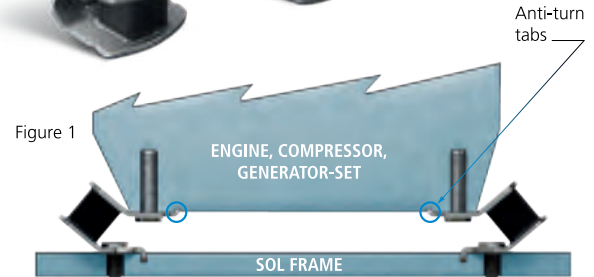 Anti-turn
tabs
Figure 1
ENGINE, COMPRESSOR,
GENERATOR-SET
SOL FRAME